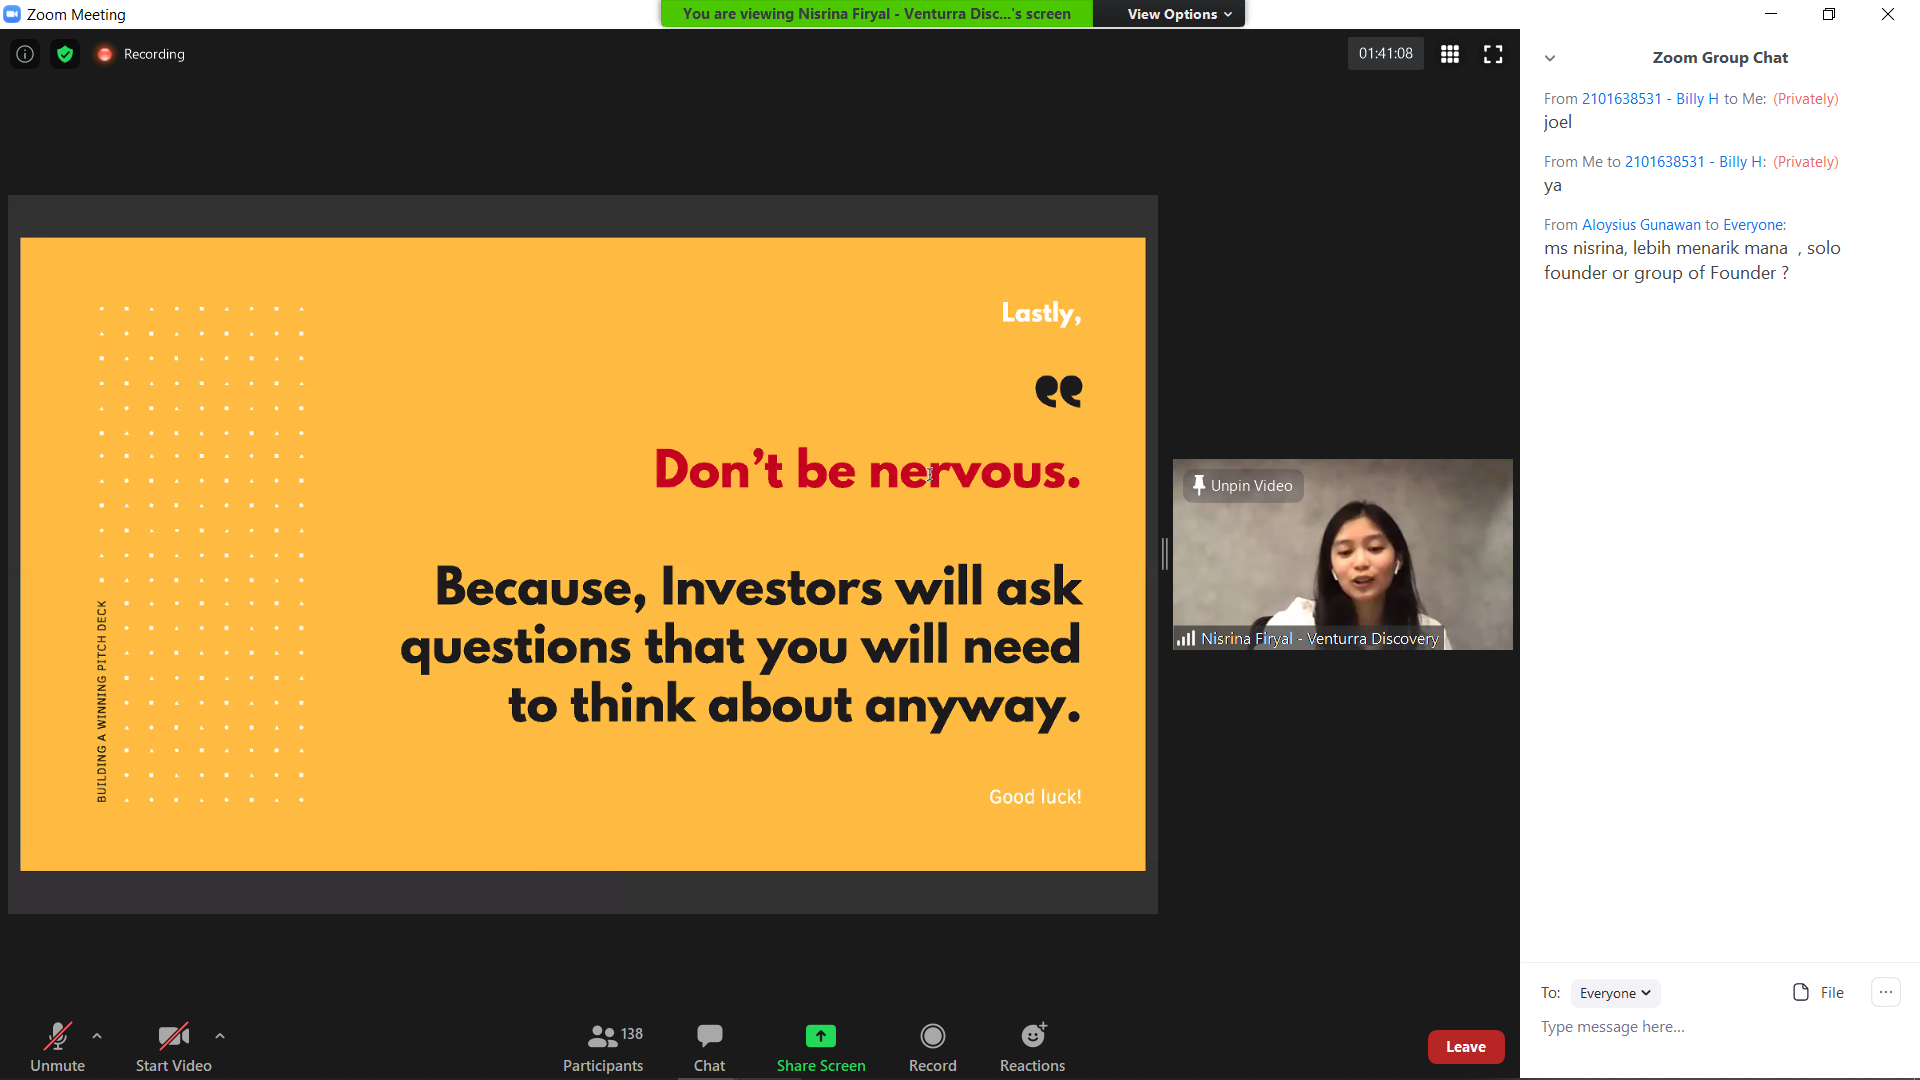 Zoom Meeting
You are viewing Nisrina Firyal - Venturra Disc...'s screen
View Options
Recording
01:41:08
Lastly,
Don't be nervous.
Because, Investors will ask
questions that you will need
to think about anyway.
Good luck!
BUILDING A WINNING PITCH DECK
Unpin Video
Nisrina Firyal - Venturra Discovery
Zoom Group Chat
From 2101638531 - Billy H to Me: (Privately)
joel
From Me to 2101638531 - Billy H: (Privately)
ya
From Aloysius Gunawan to Everyone:
ms nisrina, lebih menarik mana , solo
founder or group of Founder ?
To: Everyone
File
Type message here...
Unmute
Start Video
138
Participants
Chat
Share Screen
Record
Reactions
Leave